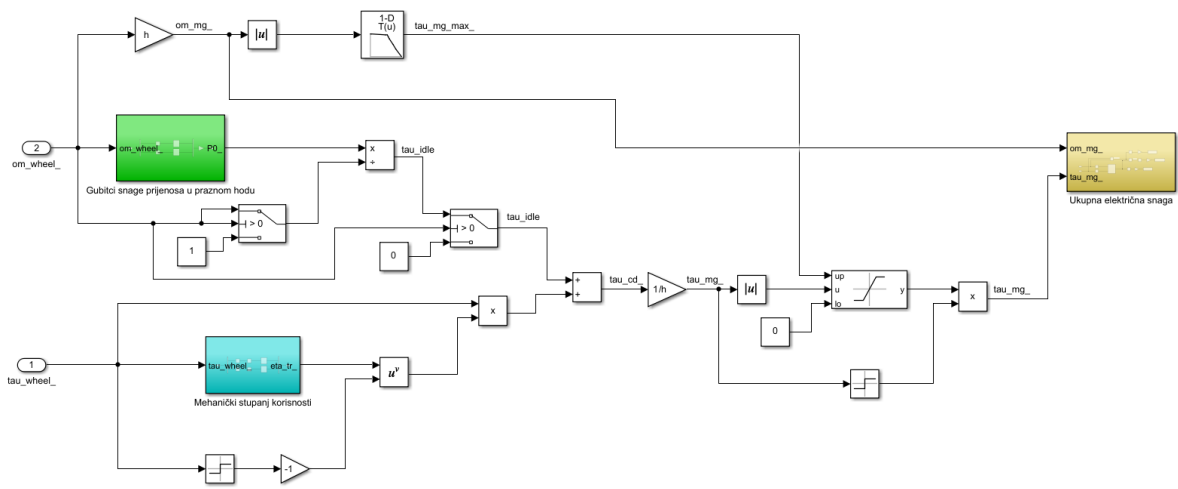 1-D
T(u)
h
om_mg_
|u|
tau_mg_max_
2
om_wheel_
om_wheel_
P0_
Gubitci snage prijenosa u praznom hodu
x
÷
tau_idle
om_mg_
tau_mg_
Ukupna električna snaga
> 0
1
> 0
0
tau_idle
+
+
tau_cd_
1/h
tau_mg_
|u|
0
up
u
lo
y
x
tau_mg_
x
1
tau_wheel_
tau_wheel_
eta_tr_
Mehanički stupanj korisnosti
uᵛ
-1